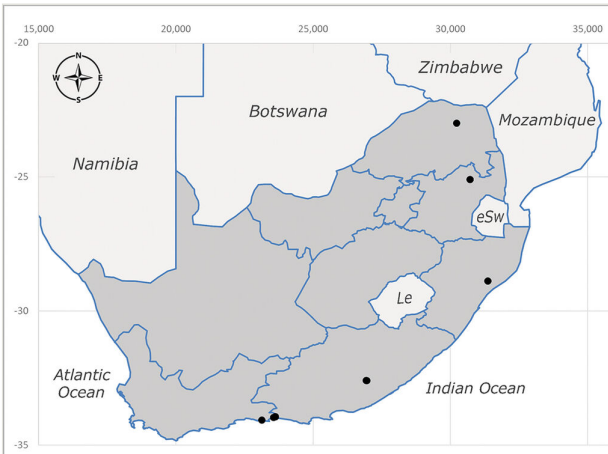 15,000 20,000 25,000 30,000 35,000
-20
N
W E
S
Zimbabwe
Botswana
Mozambique
Namibia
-25
eSw
Le
-30
Atlantic
Ocean
Indian Ocean
-35